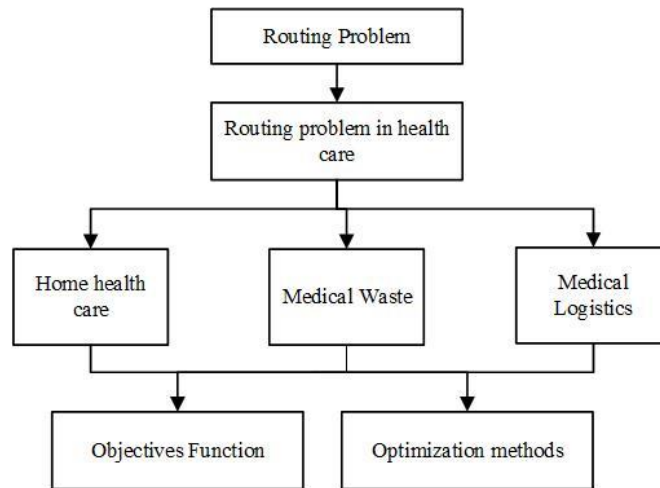 Routing Problem
Routing problem in health
care
Home health
care
Medical Waste
Medical
Logistics
Objectives Function
Optimization methods